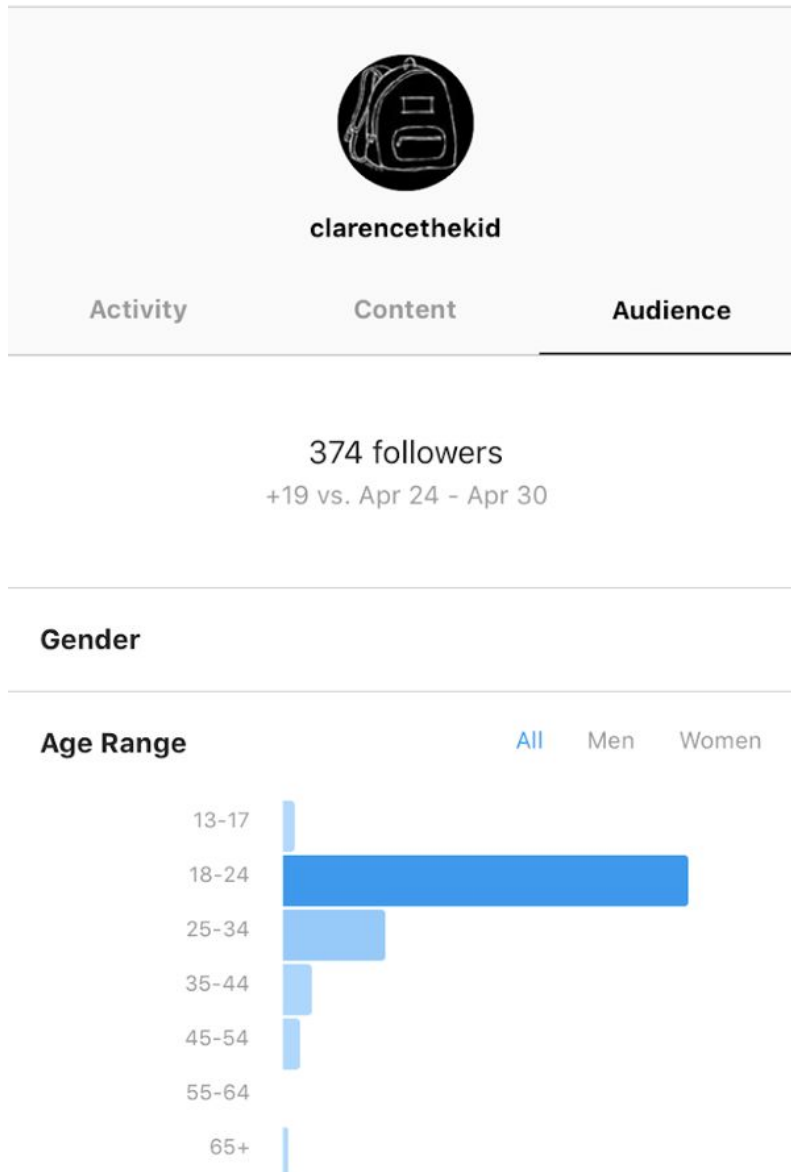 clarencethekid
Activity Content Audience
374 followers
+19 vs. Apr 24 - Apr 30
Gender
Age Range All Men Women
13-17
18-24
25-34
35-44
45-54
55-64
65+